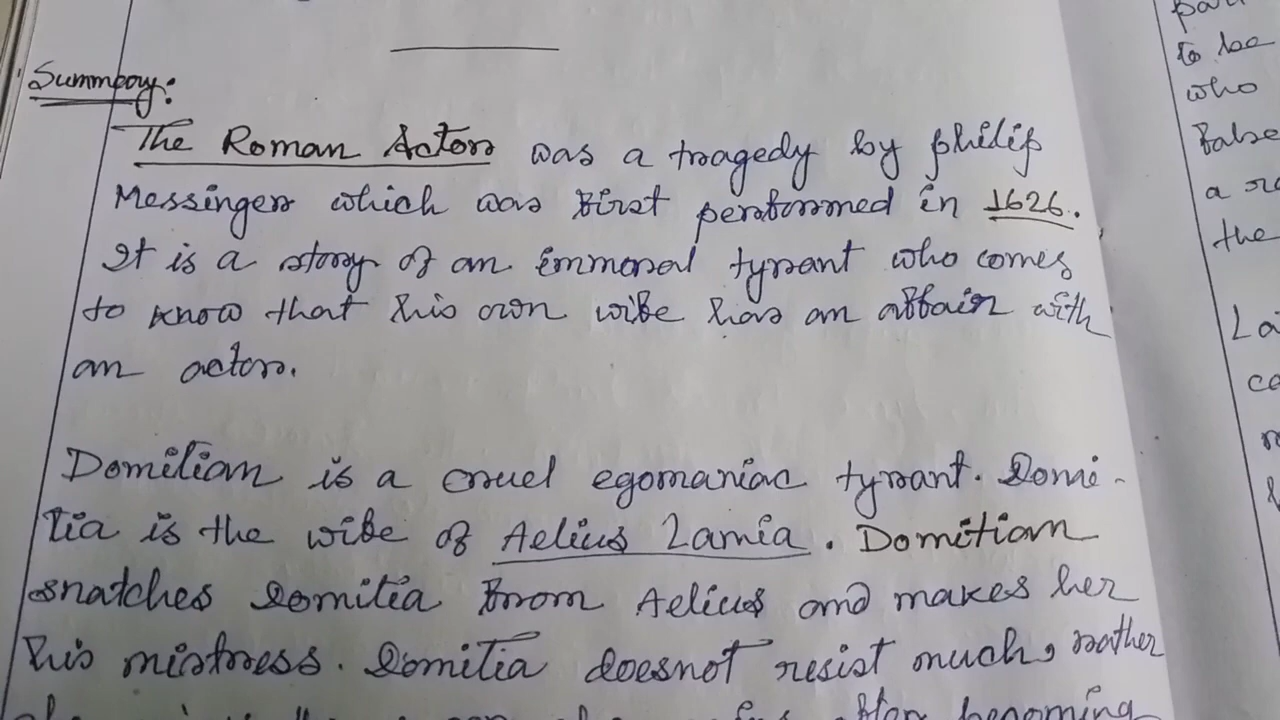 Summary:
The Roman Actor was a tragedy by Philip
Messinger which was first performed in 1626.
It is a story of an immoral tyrant who comes
to know that his own wife has an affair with
an actor.
Domitian is a cruel egomaniac tyrant. Domi-
tia is the wife of Aelius Lamia. Domitian
snatches Domitia from Aelius and makes her
his mistress. Domitia doesnot resist much, rather
becoming
to be
who
false
a
the